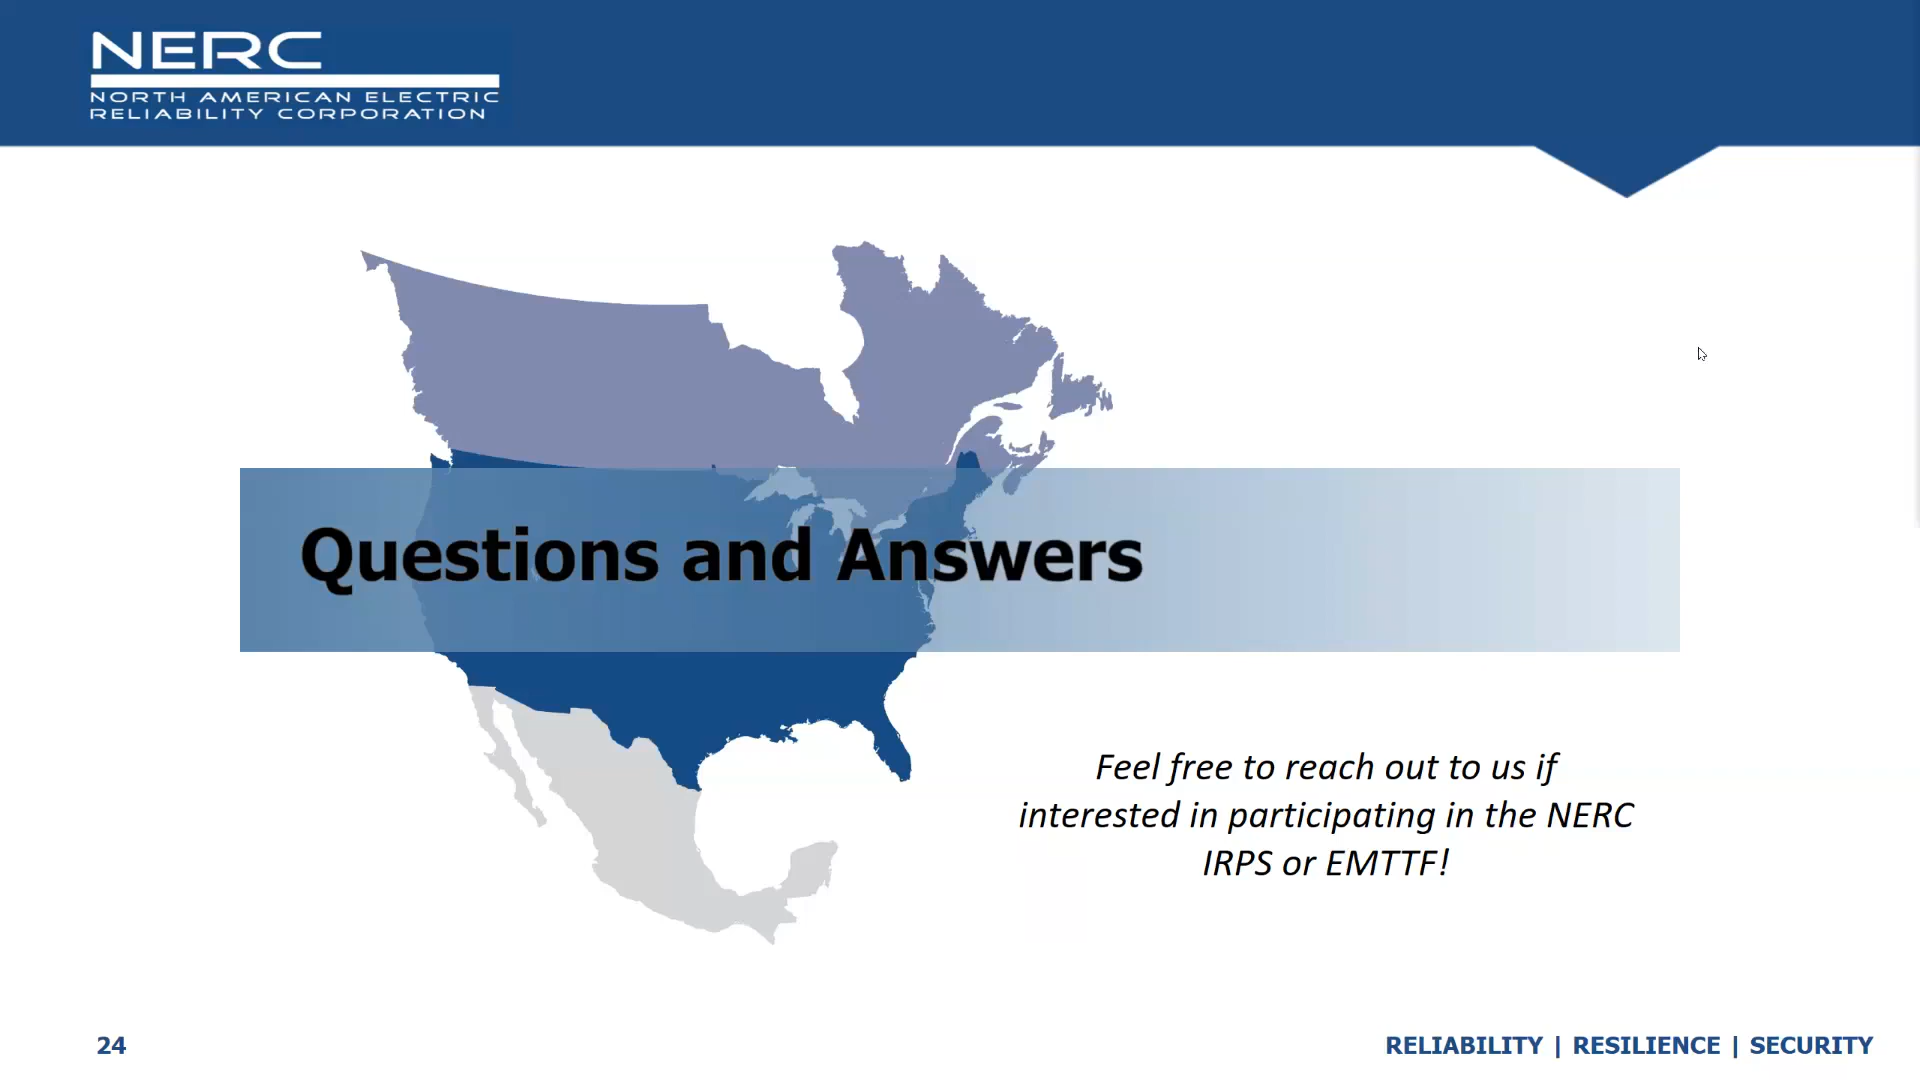 NERC
NORTH AMERICAN ELECTRIC
RELIABILITY CORPORATION
Questions and Answers
Feel free to reach out to us if
interested in participating in the NERC
IRPS or EMTTF!
24
RELIABILITY | RESILIENCE | SECURITY